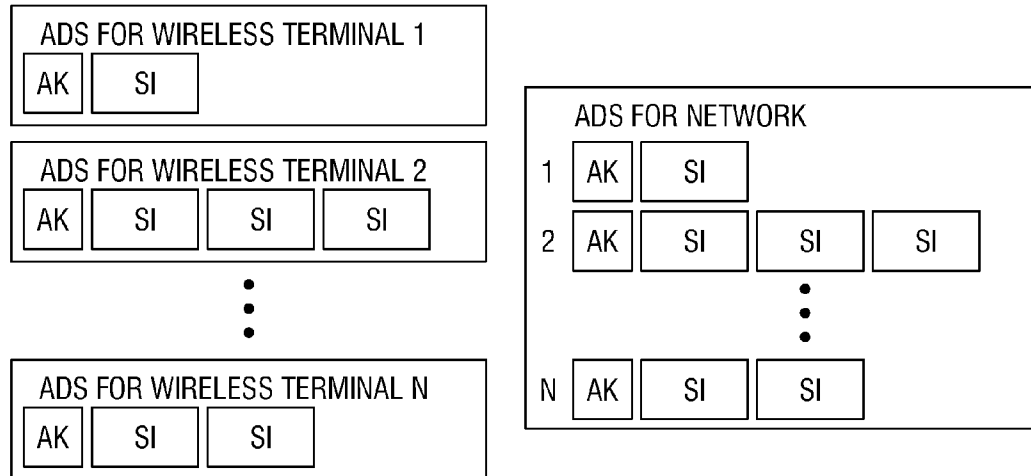 ADS FOR WIRELESS TERMINAL 1
AK SI
ADS FOR WIRELESS TERMINAL 2
AK SI SI SI
ADS FOR WIRELESS TERMINAL N
AK SI SI
ADS FOR NETWORK
1 AK SI
2 AK SI SI SI
N AK SI SI